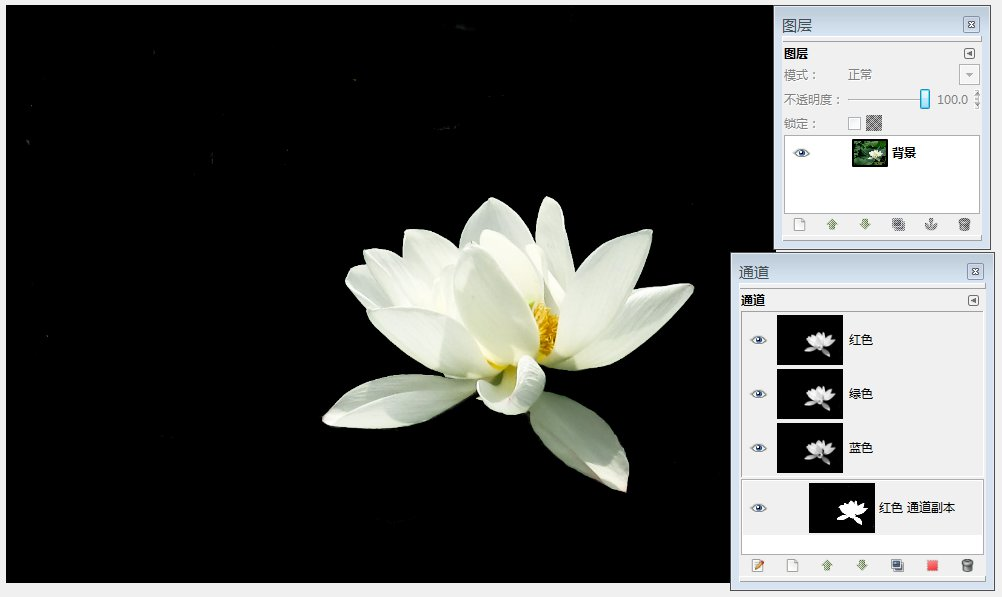 图层
图层
模式：
正常
不透明度：
100.0
锁定：
背景
通道
通道
红色
绿色
蓝色
红色 通道副本